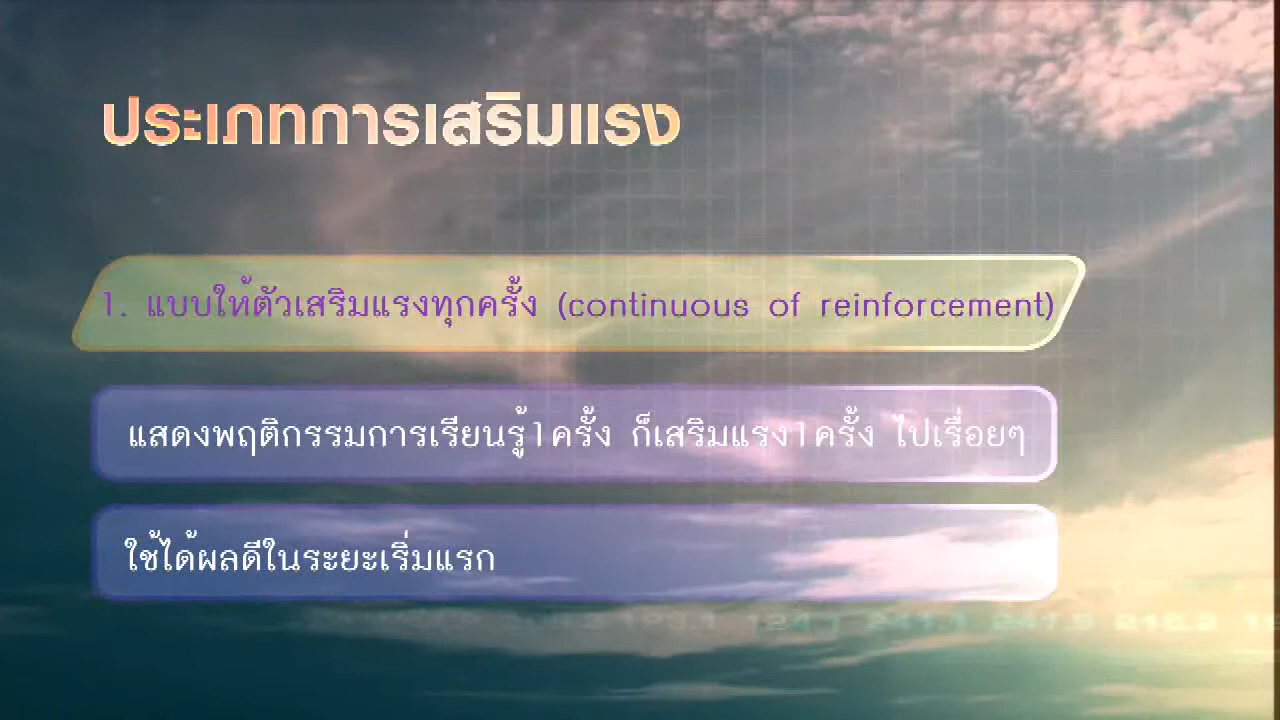 ประเภทการเสริมแรง
1. แบบให้ตัวเสริมแรงทุกครั้ง (continuous of reinforcement)
แสดงพฤติกรรมการเรียนรู้1ครั้ง ก็เสริมแรง1ครั้ง ไปเรื่อยๆ
ใช้ได้ผลดีในระยะเริ่มแรก